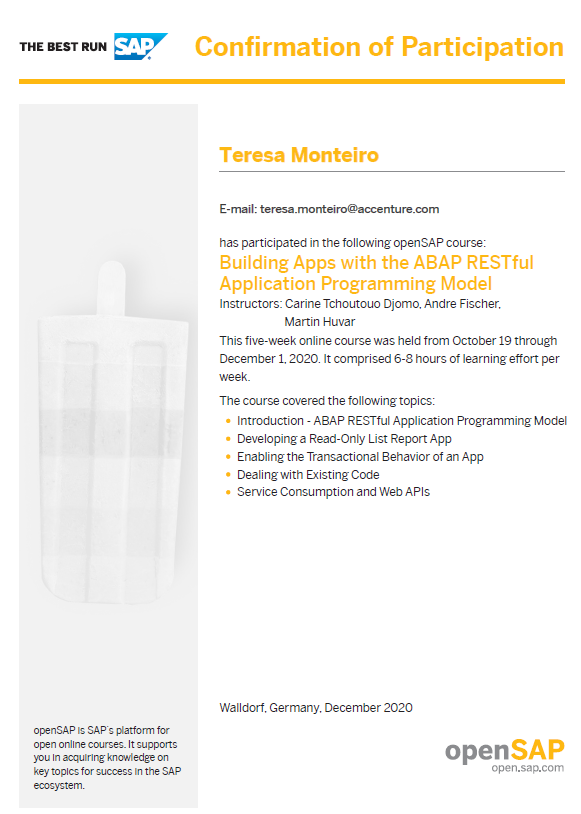 THE BEST RUN SAP
Confirmation of Participation
Teresa Monteiro
E-mail: teresa.monteiro@accenture.com
has participated in the following openSAP course:
Building Apps with the ABAP RESTful
Application Programming Model
Instructors: Carine Tchoutouo Djomo, Andre Fischer,
Martin Huvar
This five-week online course was held from October 19 through
December 1, 2020. It comprised 6-8 hours of learning effort per
week.
The course covered the following topics:
• Introduction - ABAP RESTful Application Programming Model
• Developing a Read-Only List Report App
• Enabling the Transactional Behavior of an App
• Dealing with Existing Code
• Service Consumption and Web APIs
Walldorf, Germany, December 2020
openSAP is SAP's platform for
open online courses. It supports
you in acquiring knowledge on
key topics for success in the SAP
ecosystem.
openSAP
open.sap.com